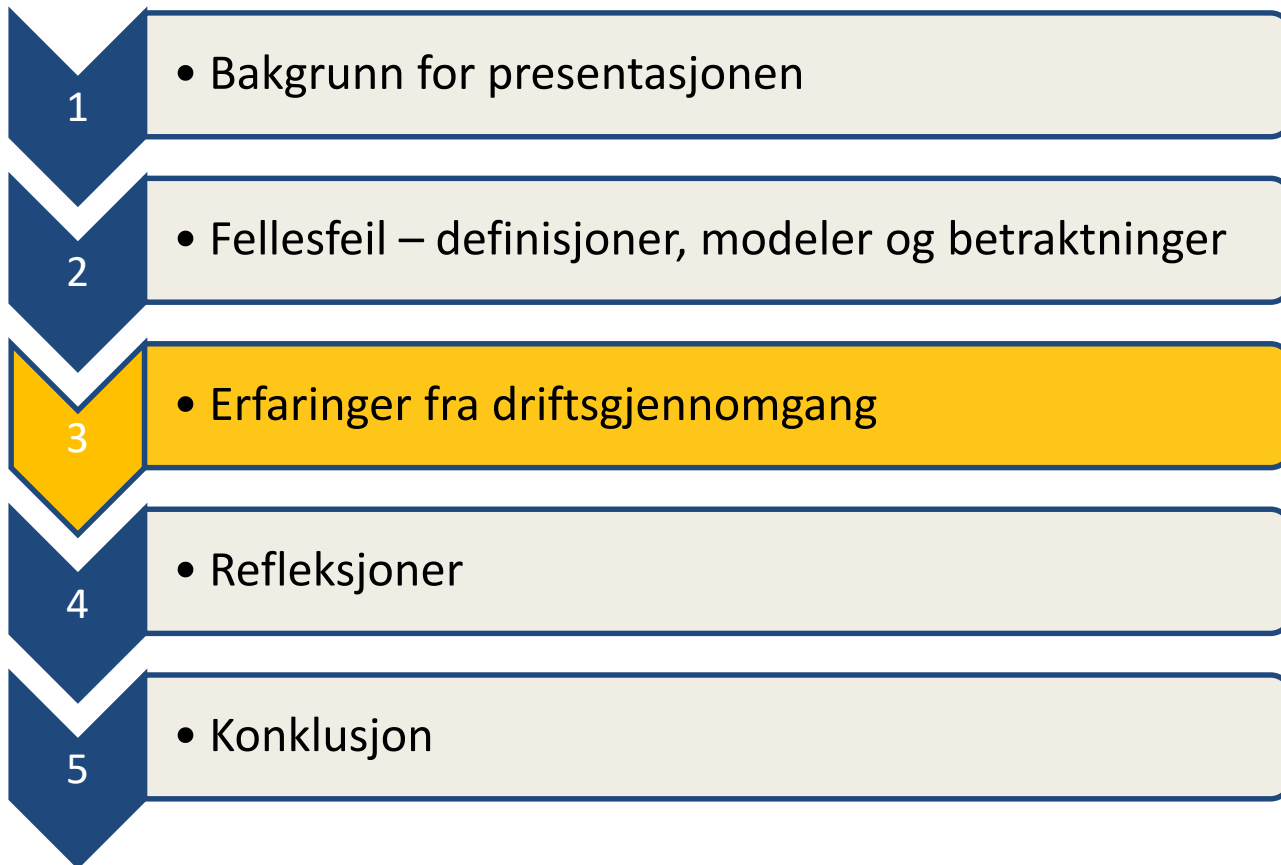 1
• Bakgrunn for presentasjonen
2
• Fellesfeil – definisjoner, modeler og betraktninger
3
• Erfaringer fra driftsgjennomgang
4
• Refleksjoner
5
• Konklusjon